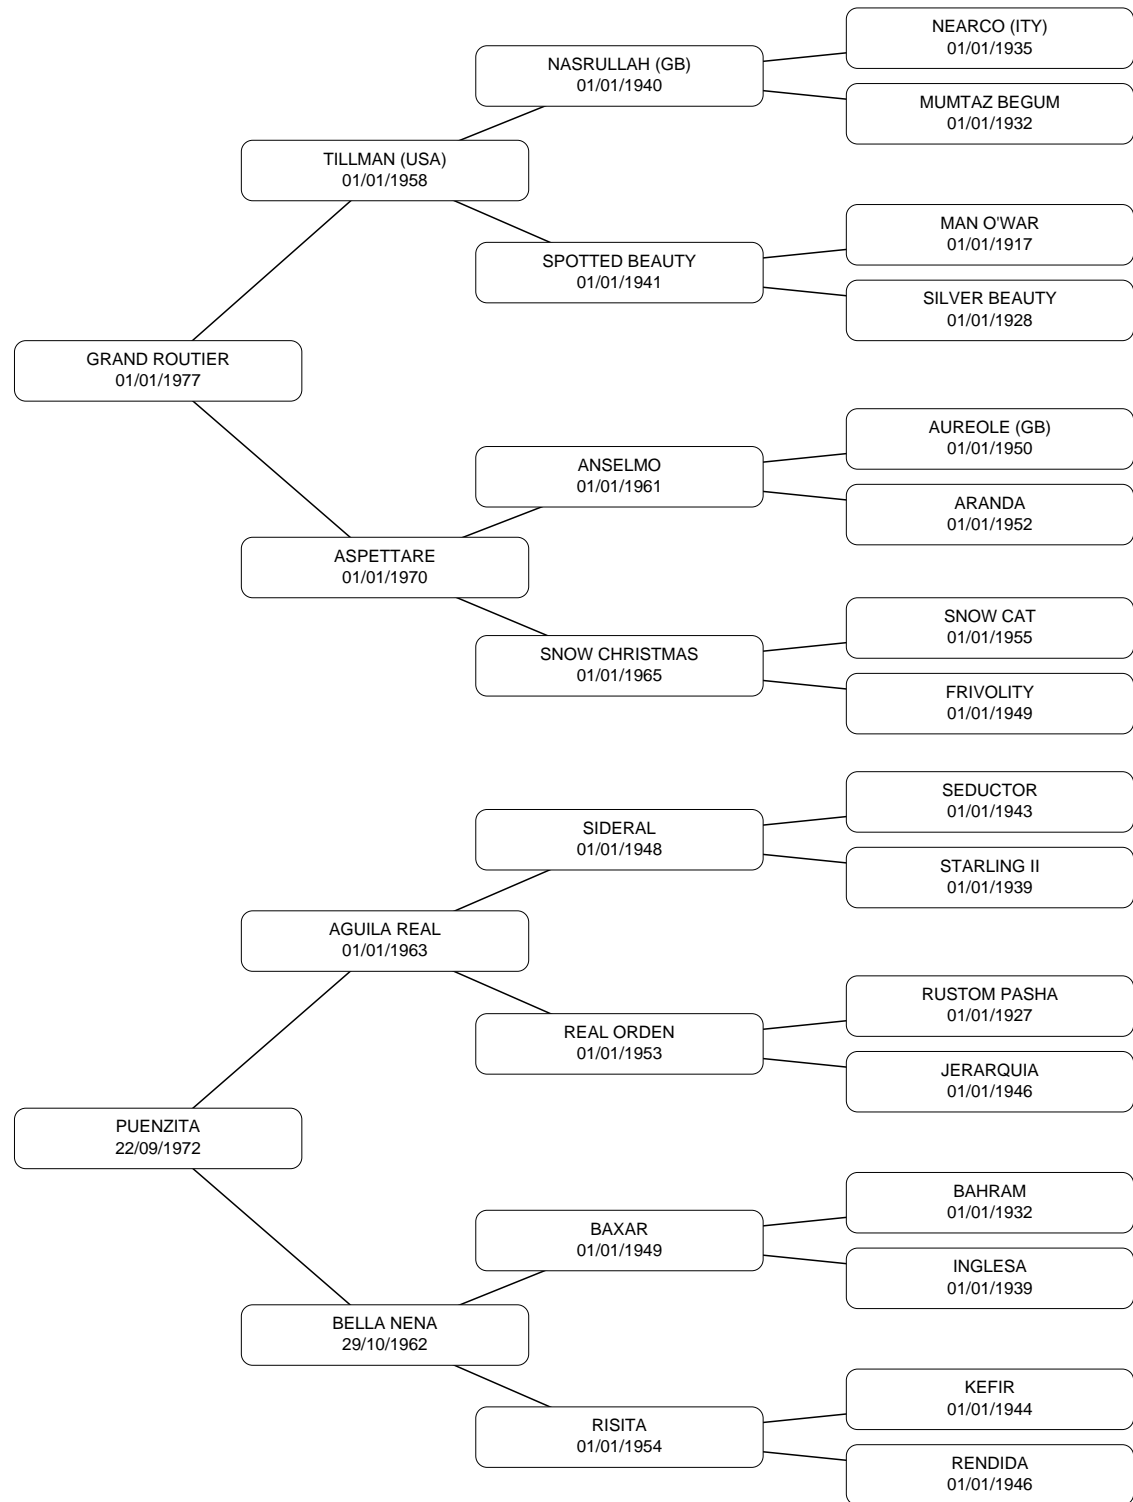 NEARCO (ITY)
01/01/1935
NASRULLAH (GB)
01/01/1940
MUMTAZ BEGUM
01/01/1932
TILLMAN (USA)
01/01/1958
MAN O'WAR
01/01/1917
SPOTTED BEAUTY
01/01/1941
SILVER BEAUTY
01/01/1928
GRAND ROUTIER
01/01/1977
AUREOLE (GB)
01/01/1950
ANSELMO
01/01/1961
ARANDA
01/01/1952
ASPETTARE
01/01/1970
SNOW CAT
01/01/1955
SNOW CHRISTMAS
01/01/1965
FRIVOLITY
01/01/1949
SEDUCTOR
01/01/1943
SIDERAL
01/01/1948
STARLING II
01/01/1939
AGUILA REAL
01/01/1963
RUSTOM PASHA
01/01/1927
REAL ORDEN
01/01/1953
JERARQUIA
01/01/1946
PUENZITA
22/09/1972
BAHRAM
01/01/1932
BAXAR
01/01/1949
INGLESA
01/01/1939
BELLA NENA
29/10/1962
KEFIR
01/01/1944
RISITA
01/01/1954
RENDIDA
01/01/1946